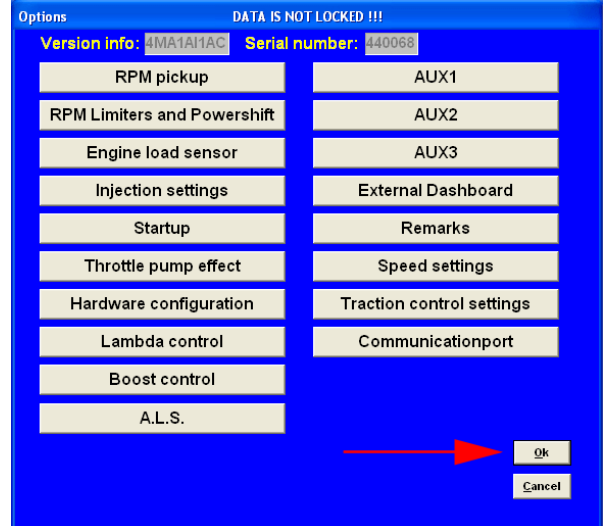 Options DATA IS NOT LOCKED !!!
Version info: 4MA1AI1AC Serial number: 440068
RPM pickup AUX1
RPM Limiters and Powershift AUX2
Engine load sensor AUX3
Injection settings External Dashboard
Startup Remarks
Throttle pump effect Speed settings
Hardware configuration Traction control settings
Lambda control Communicationport
Boost control
A.L.S.
Ok
Cancel